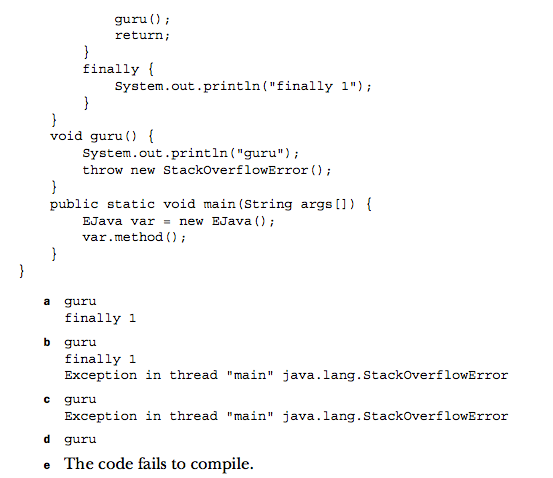 guru();
return;
}
finally {
System.out.println("finally 1");
}
}
void guru() {
System.out.println("guru");
throw new StackOverflowError();
}
public static void main(String args[]) {
EJava var = new EJava();
var.method();
}
}
a guru
finally 1
b guru
finally 1
Exception in thread "main" java.lang.StackOverflowError
c guru
Exception in thread "main" java.lang.StackOverflowError
d guru
e The code fails to compile.